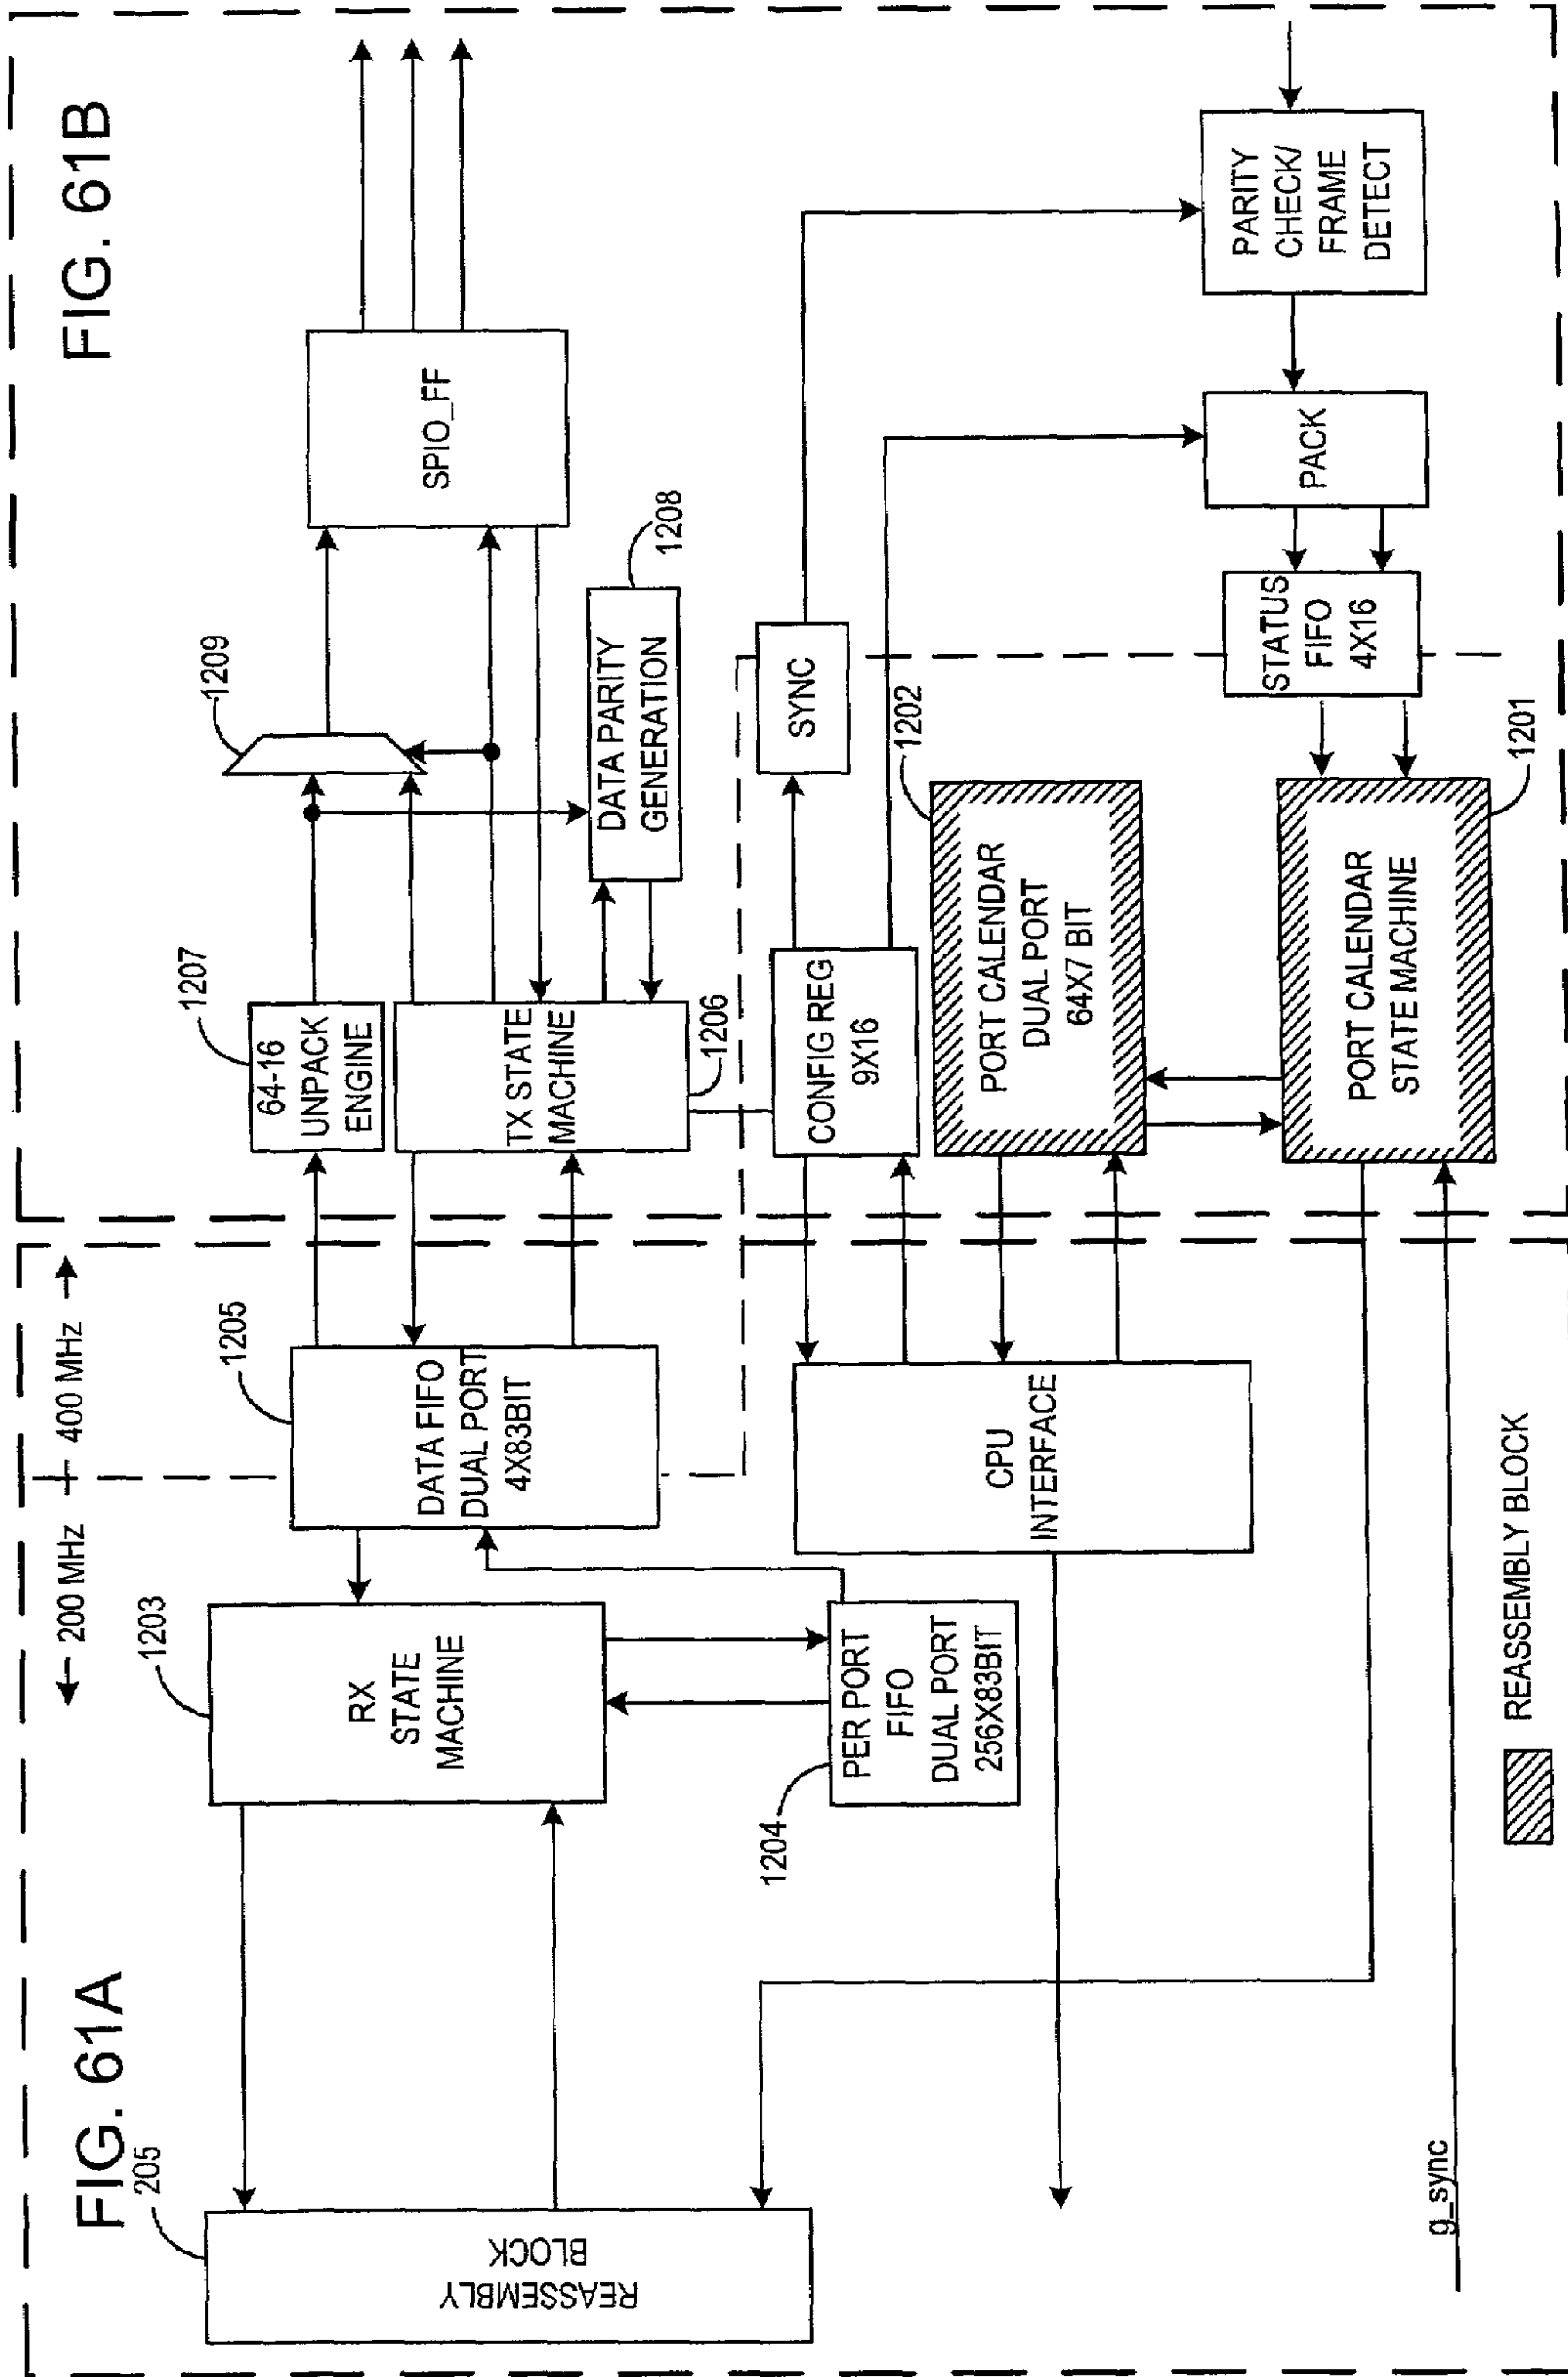 FIG. 61A
205
REASSEMBLY
BLOCK
1203
RX
STATE
MACHINE
1204
PER PORT
FIFO
DUAL PORT
256X83BIT
← 200 MHz
400 MHz →
1205
DATA FIFO
DUAL PORT
4X83BIT
CPU
INTERFACE
g_sync
REASSEMBLY BLOCK
FIG. 61B
1207
64-16
UNPACK
ENGINE
TX STATE
MACHINE
1206
1209
SPIO_FF
DATA PARITY
GENERATION
1208
CONFIG REG
9X16
SYNC
1202
PORT CALENDAR
DUAL PORT
64X7 BIT
PORT CALENDAR
STATE MACHINE
1201
STATUS
FIFO
4X16
PACK
PARITY
CHECK/
FRAME
DETECT